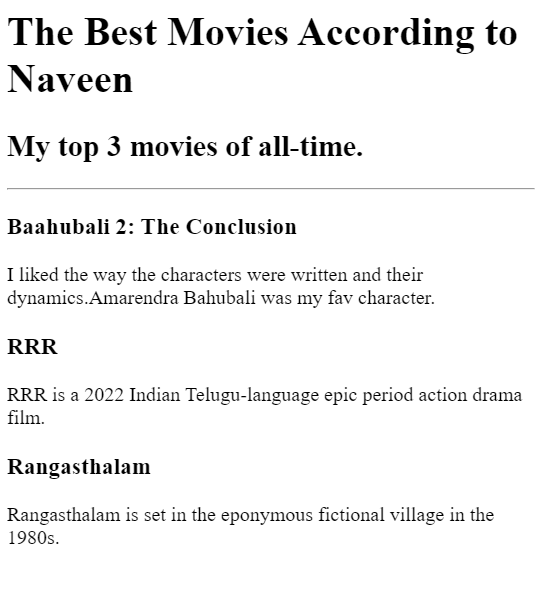 The Best Movies According to
Naveen
My top 3 movies of all-time.
Baahubali 2: The Conclusion
I liked the way the characters were written and their
dynamics.Amarendra Bahubali was my fav character.
RRR
RRR is a 2022 Indian Telugu-language epic period action drama
film.
Rangasthalam
Rangasthalam is set in the eponymous fictional village in the
1980s.